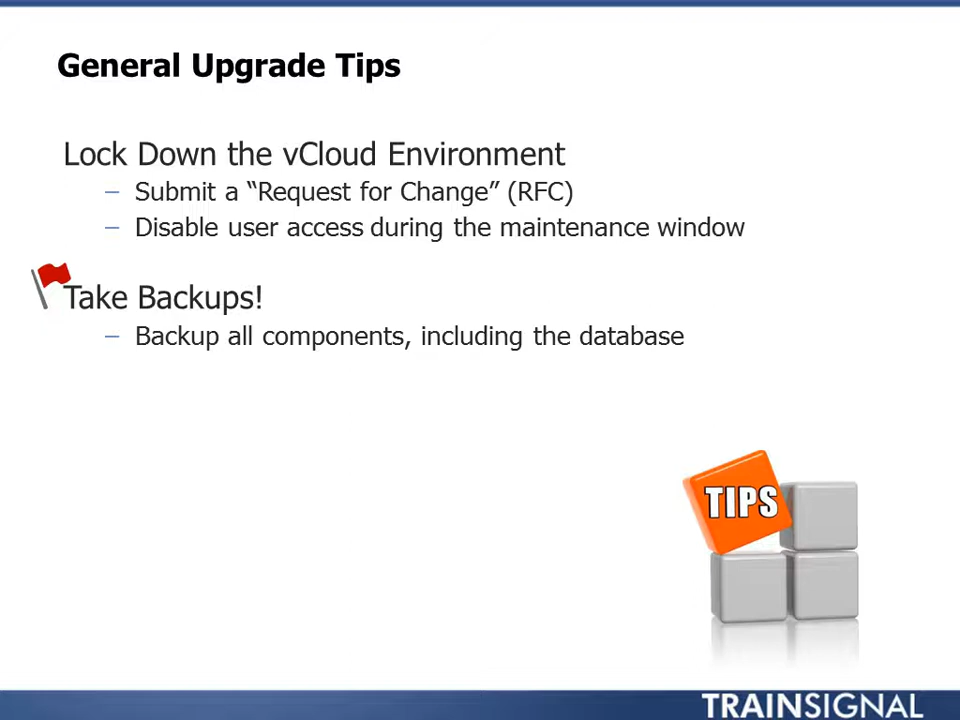 General Upgrade Tips
Lock Down the vCloud Environment
– Submit a “Request for Change” (RFC)
– Disable user access during the maintenance window
Take Backups!
– Backup all components, including the database
TIPS
TRAINSIGNAL